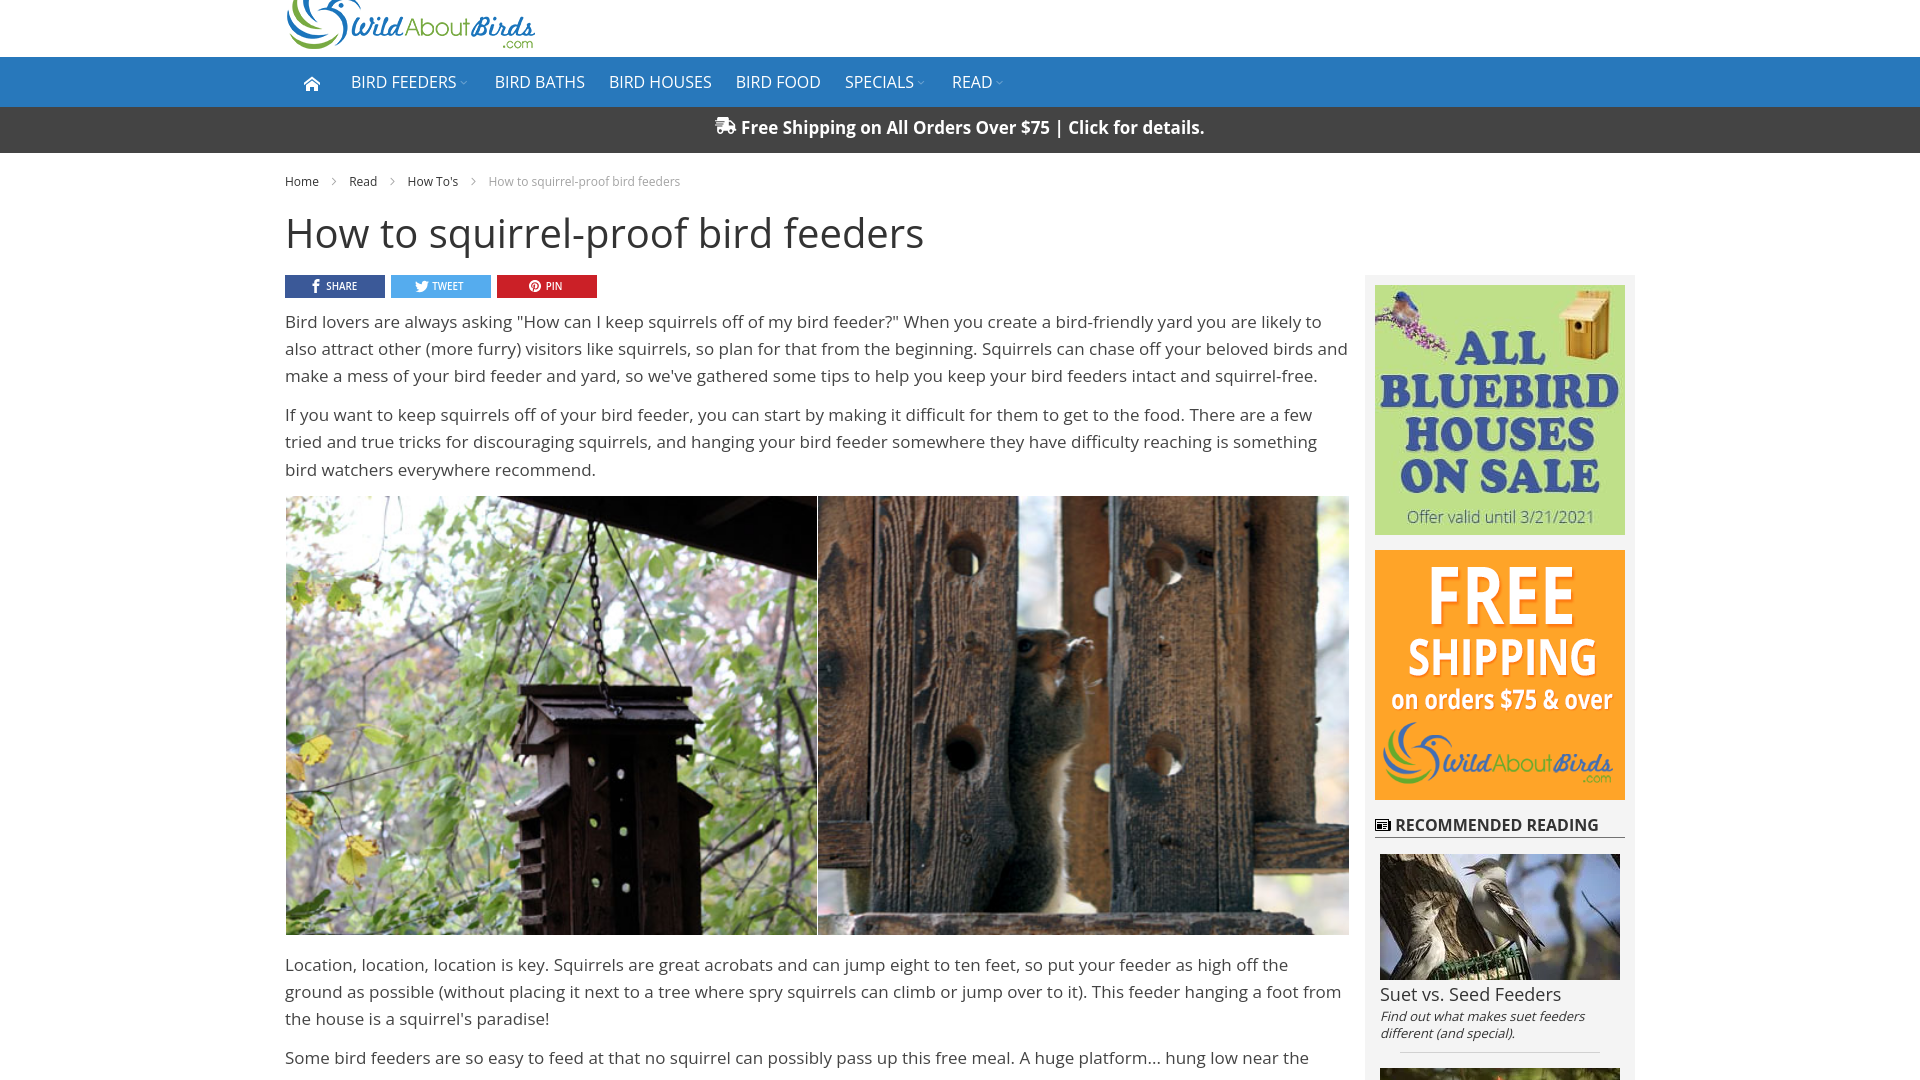 WildAboutBirds
.com
BIRD FEEDERS
BIRD BATHS
BIRD HOUSES
BIRD FOOD
SPECIALS
READ
Free Shipping on All Orders Over $75 | Click for details.
Home > Read > How To's > How to squirrel-proof bird feeders
How to squirrel-proof bird feeders
SHARE
TWEET
PIN
Bird lovers are always asking "How can I keep squirrels off of my bird feeder?" When you create a bird-friendly yard you are likely to
also attract other (more furry) visitors like squirrels, so plan for that from the beginning. Squirrels can chase off your beloved birds and
make a mess of your bird feeder and yard, so we've gathered some tips to help you keep your bird feeders intact and squirrel-free.
If you want to keep squirrels off of your bird feeder, you can start by making it difficult for them to get to the food. There are a few
tried and true tricks for discouraging squirrels, and hanging your bird feeder somewhere they have difficulty reaching is something
bird watchers everywhere recommend.
Location, location, location is key. Squirrels are great acrobats and can jump eight to ten feet, so put your feeder as high off the
ground as possible (without placing it next to a tree where spry squirrels can climb or jump over to it). This feeder hanging a foot from
the house is a squirrel's paradise!
Some bird feeders are so easy to feed at that no squirrel can possibly pass up this free meal. A huge platform... hung low near the
ALL
BLUEBIRD
HOUSES
ON SALE
Offer valid until 3/21/2021
FREE
SHIPPING
on orders $75 & over
WildAboutBirds
.com
RECOMMENDED READING
Suet vs. Seed Feeders
Find out what makes suet feeders
different (and special).